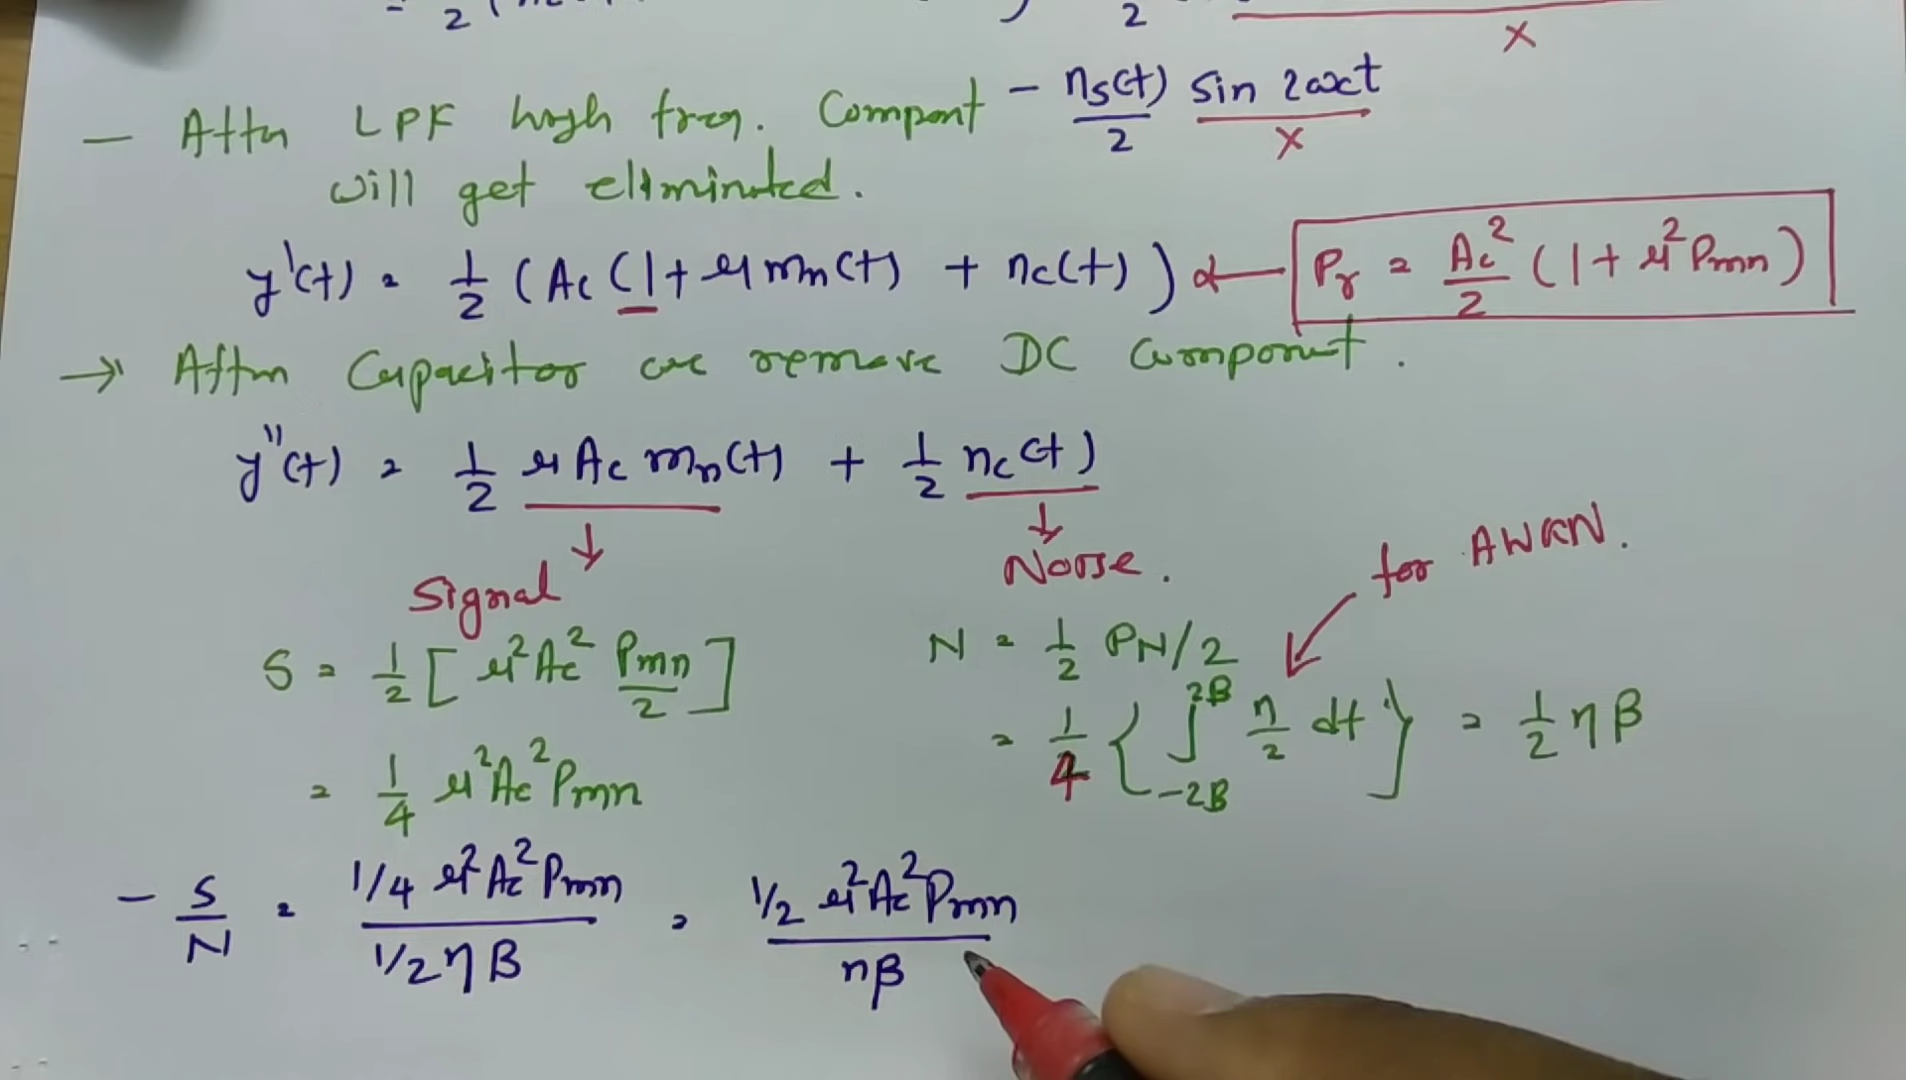 - After LPF high freq. Compont - ns(t)/2 sin 2ωct
x
x
will get eliminated.
y'(t) = 1/2 (Ac (1 + μ mn(t) + nc(t)) ← Pr = Ac²/2 (1 + μ² Pmn)
→ After Capacitor we remove DC component.
y''(t) = 1/2 μ Ac mn(t) + 1/2 nc(t)
↓ Signal ↓ Noise. for AWGN.
S = 1/2 [μ² Ac² Pmn/2] N = 1/2 PN/2
= 1/4 μ² Ac² Pmn = 1/4 { ∫_{-2B}^{2B} η/2 df } = 1/2 η B
- S/N = (1/4 μ² Ac² Pmn)/(1/2 η B) = (1/2 μ² Ac² Pmn)/(ηB)